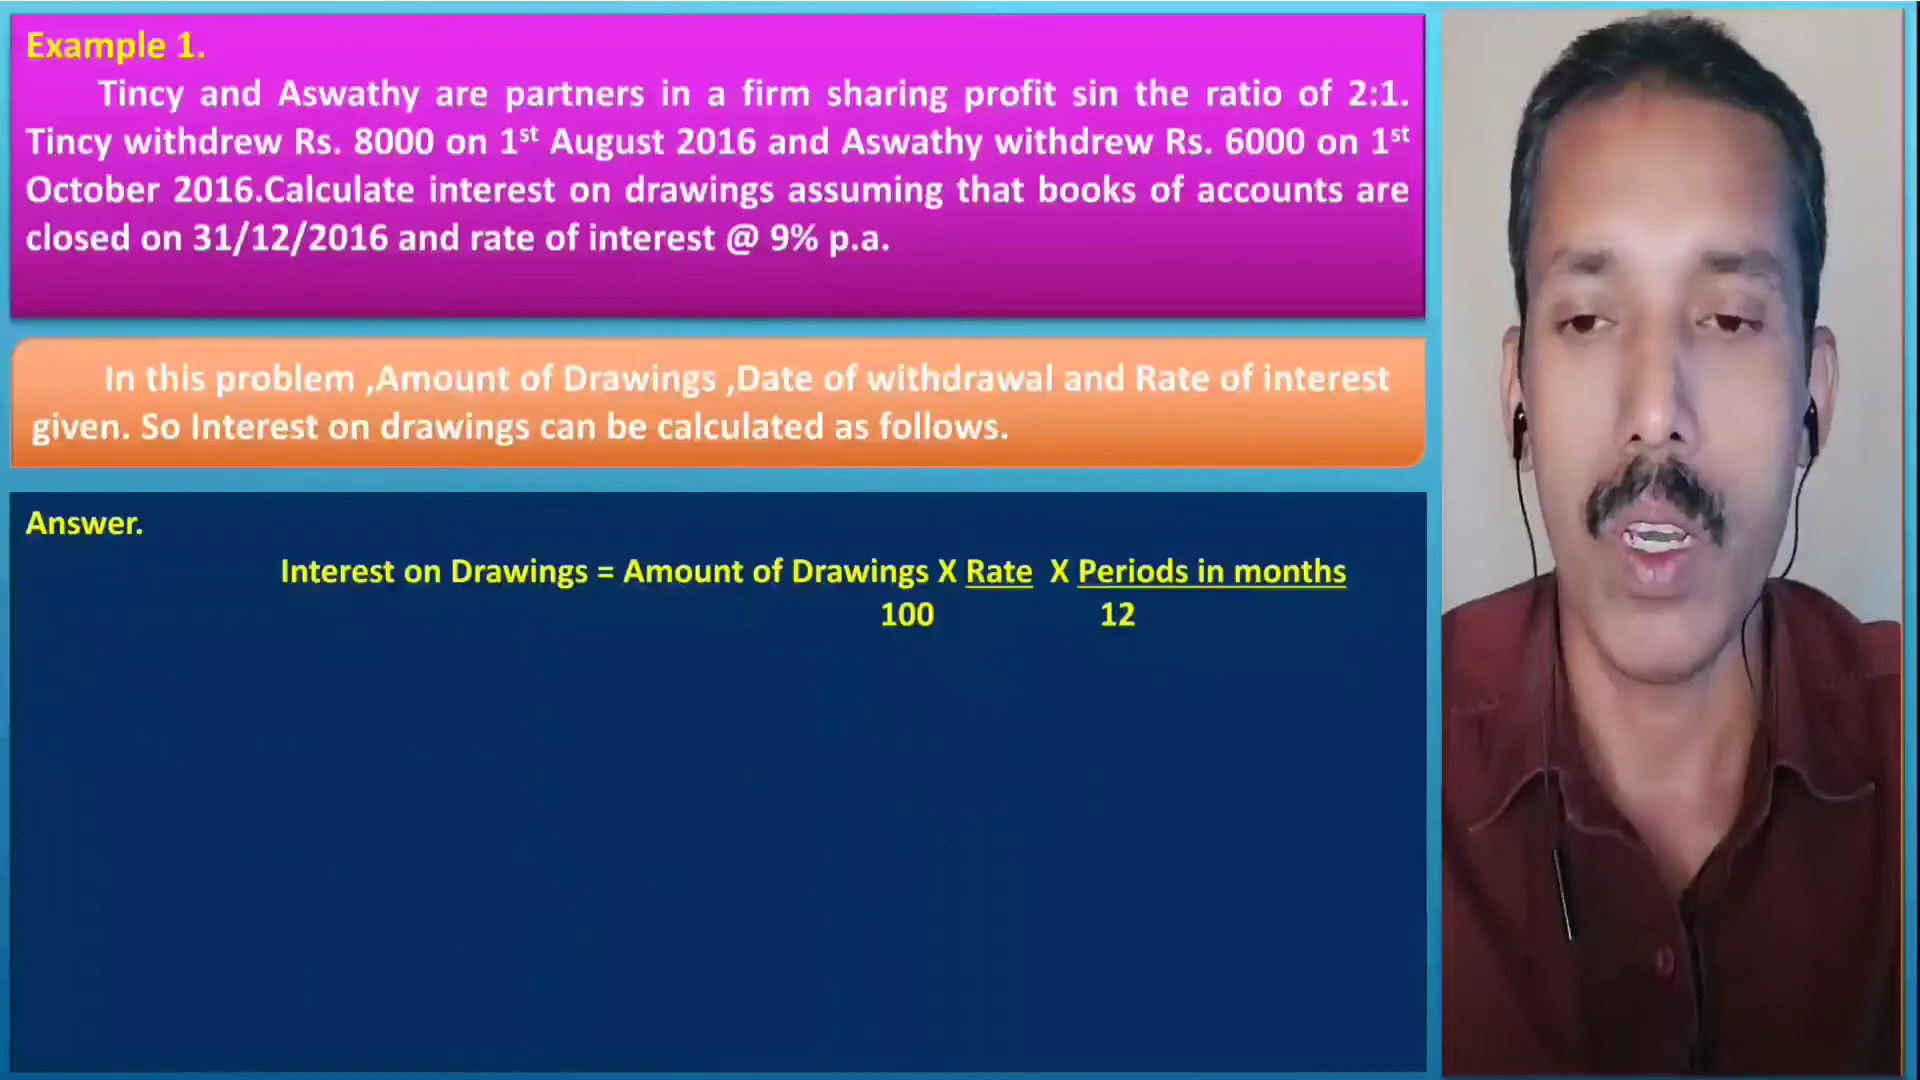 Example 1.
Tincy and Aswathy are partners in a firm sharing profit sin the ratio of 2:1.
Tincy withdrew Rs. 8000 on 1st August 2016 and Aswathy withdrew Rs. 6000 on 1st
October 2016.Calculate interest on drawings assuming that books of accounts are
closed on 31/12/2016 and rate of interest @ 9% p.a.
In this problem ,Amount of Drawings ,Date of withdrawal and Rate of interest
given. So Interest on drawings can be calculated as follows.
Answer.
Interest on Drawings = Amount of Drawings X Rate X Periods in months
100 12